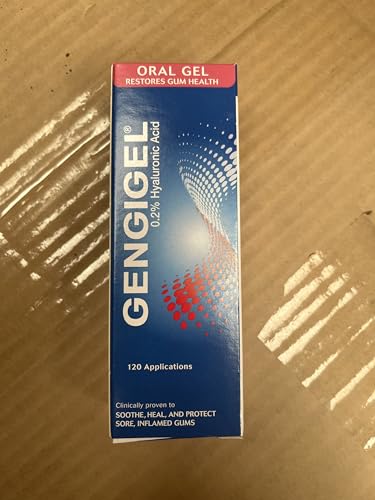 ORAL GEL
RESTORES GUM HEALTH
GENGIGEL®
0.2% Hyaluronic Acid
120 Applications
Clinically proven to
SOOTHE, HEAL, AND PROTECT
SORE, INFLAMED GUMS